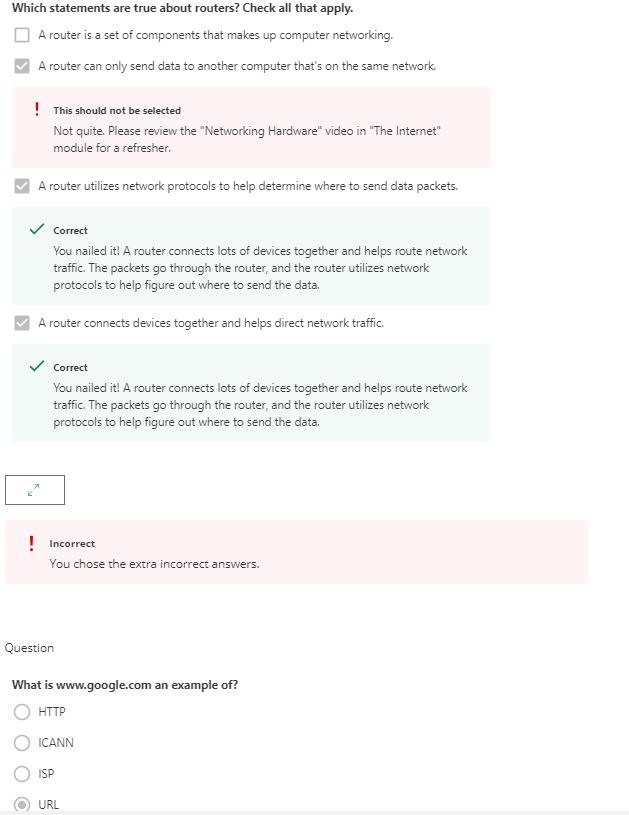 Which statements are true about routers? Check all that apply.
A router is a set of components that makes up computer networking.
A router can only send data to another computer that's on the same network.
This should not be selected
Not quite. Please review the "Networking Hardware" video in "The Internet"
module for a refresher.
A router utilizes network protocols to help determine where to send data packets.
Correct
You nailed it! A router connects lots of devices together and helps route network
traffic. The packets go through the router, and the router utilizes network
protocols to help figure out where to send the data.
A router connects devices together and helps direct network traffic.
Correct
You nailed it! A router connects lots of devices together and helps route network
traffic. The packets go through the router, and the router utilizes network
protocols to help figure out where to send the data.
Incorrect
You chose the extra incorrect answers.
Question
What is www.google.com an example of?
HTTP
ICANN
ISP
URL